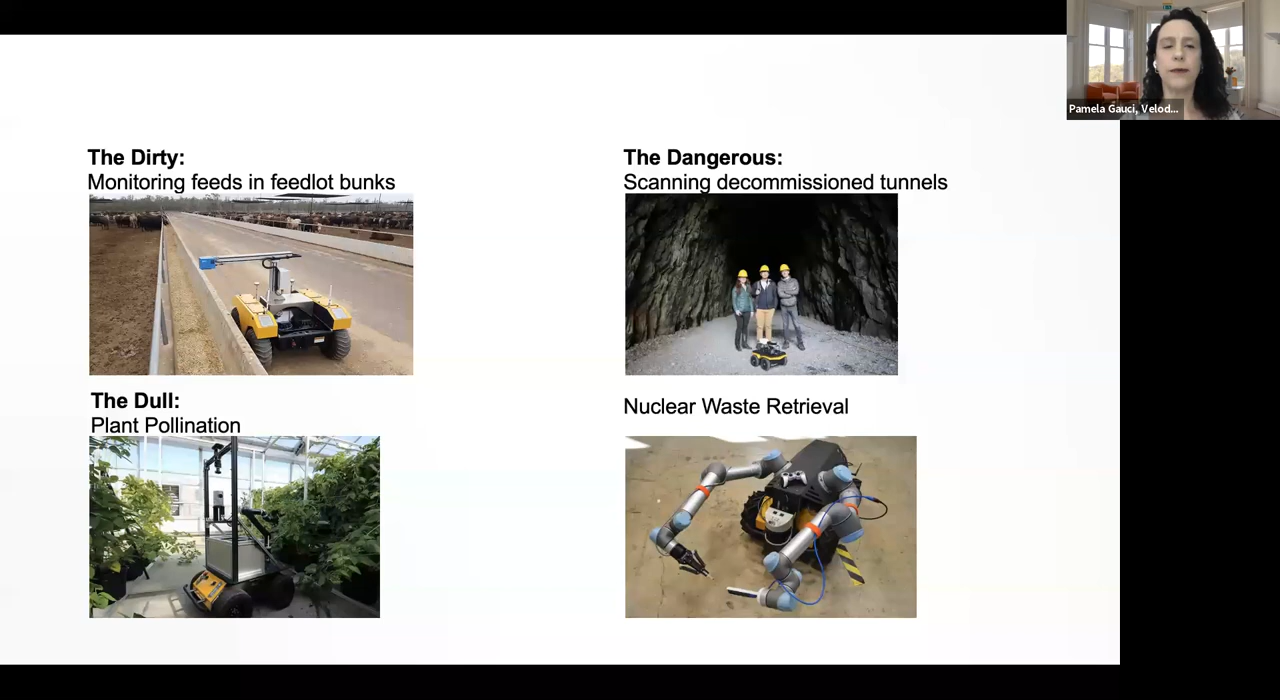 The Dirty:
Monitoring feeds in feedlot bunks
The Dangerous:
Scanning decommissioned tunnels
The Dull:
Plant Pollination
Nuclear Waste Retrieval
Pamela Gauci, Velod...